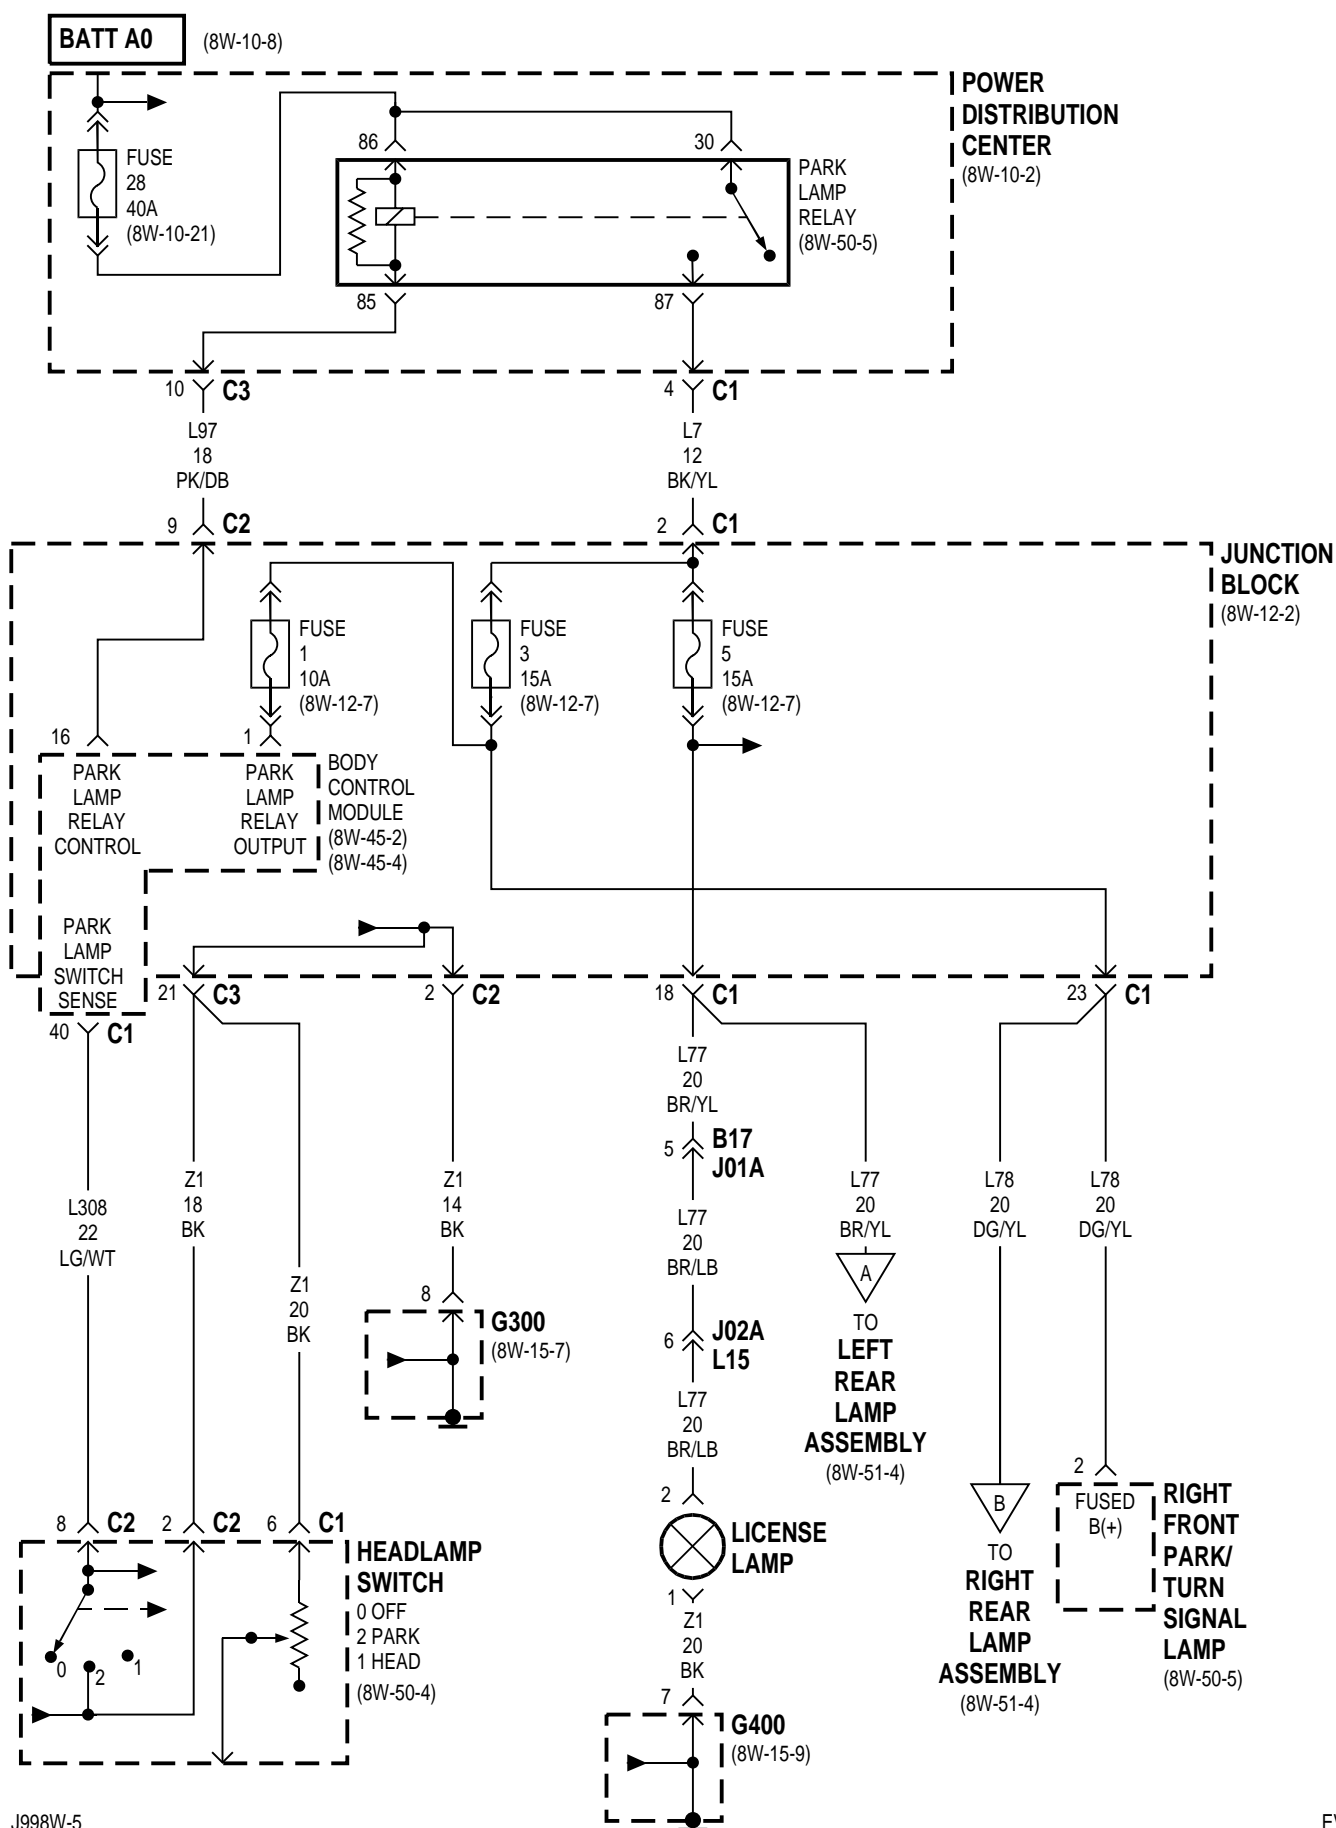 BATT A0 (8W-10-8)
POWER
DISTRIBUTION
CENTER
(8W-10-2)
FUSE
28
40A
(8W-10-21)
86
30
PARK
LAMP
RELAY
(8W-50-5)
85
87
10 C3
4 C1
L97
18
PK/DB
L7
12
BK/YL
9 C2
2 C1
JUNCTION
BLOCK
(8W-12-2)
FUSE
1
10A
(8W-12-7)
FUSE
3
15A
(8W-12-7)
FUSE
5
15A
(8W-12-7)
16
1
PARK
LAMP
RELAY
CONTROL
PARK
LAMP
RELAY
OUTPUT
BODY
CONTROL
MODULE
(8W-45-2)
(8W-45-4)
PARK
LAMP
SWITCH
SENSE
40 C1
21 C3
2 C2
18 C1
23 C1
L77
20
BR/YL
5 B17
J01A
L308
22
LG/WT
Z1
18
BK
Z1
20
BK
Z1
14
BK
L77
20
BR/LB
L77
20
BR/YL
L78
20
DG/YL
L78
20
DG/YL
8
G300
(8W-15-7)
6 J02A
L15
L77
20
BR/LB
A
TO
LEFT
REAR
LAMP
ASSEMBLY
(8W-51-4)
B
TO
RIGHT
REAR
LAMP
ASSEMBLY
(8W-51-4)
2
FUSED
B(+)
RIGHT
FRONT
PARK/
TURN
SIGNAL
LAMP
(8W-50-5)
8 C2
2 C2
6 C1
HEADLAMP
SWITCH
0 OFF
2 PARK
1 HEAD
(8W-50-4)
0
2
1
2
LICENSE
LAMP
1
Z1
20
BK
7
G400
(8W-15-9)
J998W-5